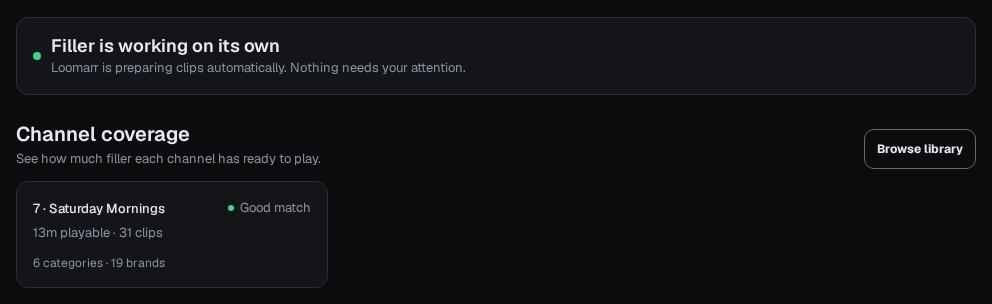 Filler is working on its own
Loomarr is preparing clips automatically. Nothing needs your attention.
Channel coverage
See how much filler each channel has ready to play.
Browse library
7 · Saturday Mornings
Good match
13m playable · 31 clips
6 categories · 19 brands